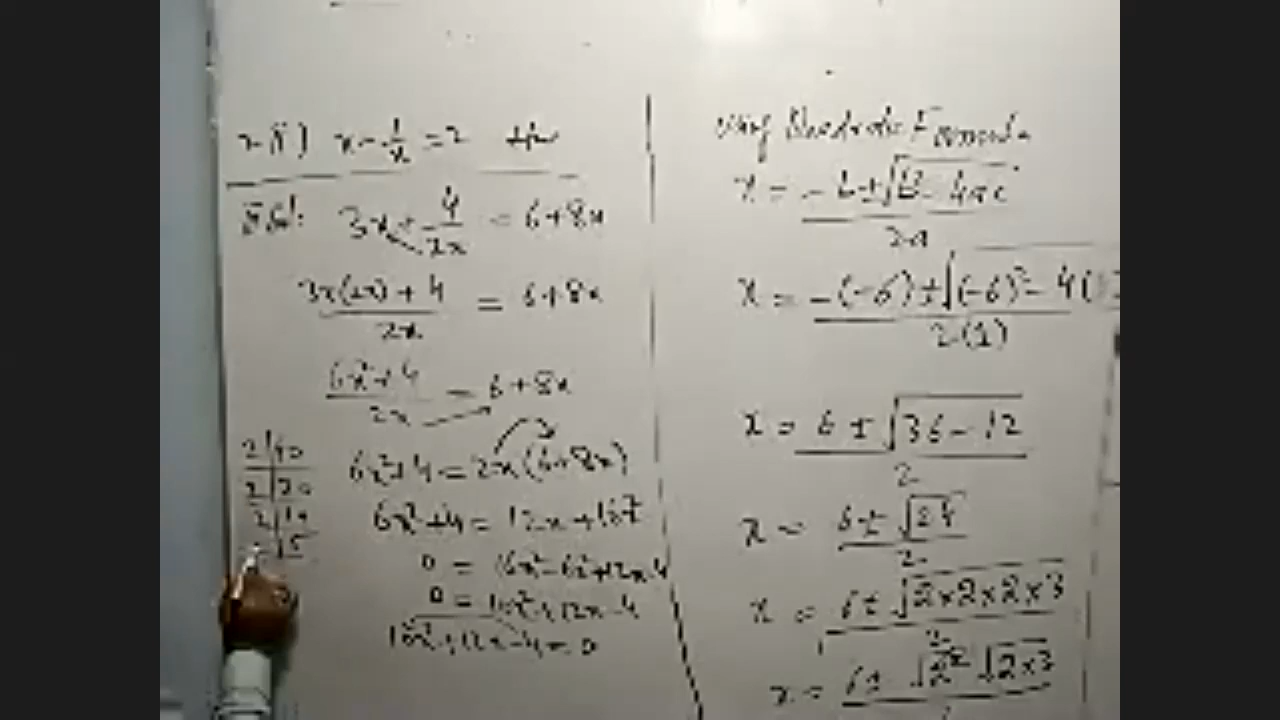 x - 1/x = 2
Sol: 3x + 4/2x = 6+8x
3x(2x)+4/2x = 6+8x
6x²+4/2x = 6+8x
6x²+4 = 2x(6+8x)
6x²+4 = 12x+16x²
0 = 16x²-6x²+12x-4
0 = 10x²+12x-4
10x²+12x-4=0
2|40
2|20
2|10
5
using Quadratic Formula
x = -b±√b²-4ac/2a
x = -(-6)±√(-6)²-4(1
2(1)
x = 6±√36-12/2
x = 6±√24/2
x = 6±√2×2×2×3/2
x = 6± √2² √2×3